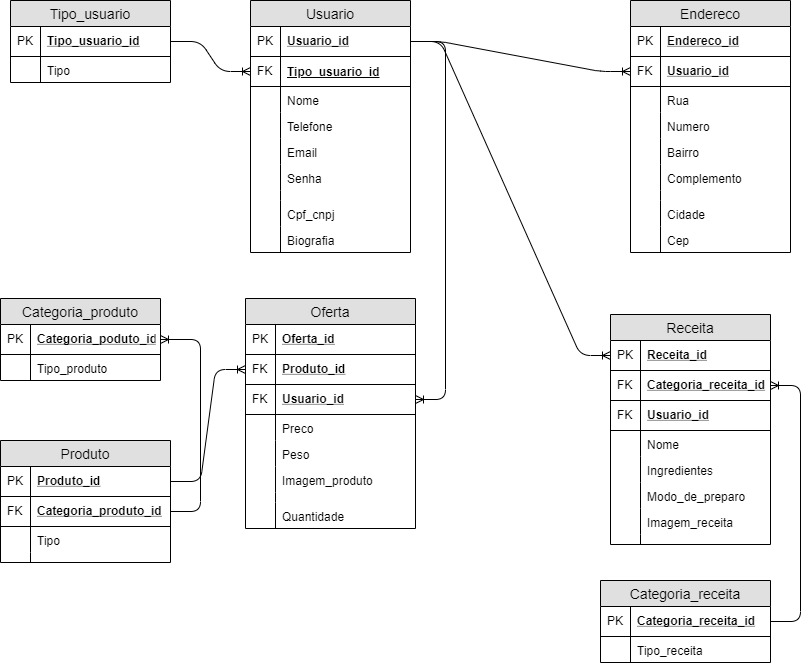 Tipo_usuario
PK Tipo_usuario_id
Tipo
Usuario
PK Usuario_id
FK Tipo_usuario_id
Nome
Telefone
Email
Senha
Cpf_cnpj
Biografia
Endereco
PK Endereco_id
FK Usuario_id
Rua
Numero
Bairro
Complemento
Cidade
Cep
Categoria_produto
PK Categoria_poduto_id
Tipo_produto
Oferta
PK Oferta_id
FK Produto_id
FK Usuario_id
Preco
Peso
Imagem_produto
Quantidade
Receita
PK Receita_id
FK Categoria_receita_id
FK Usuario_id
Nome
Ingredientes
Modo_de_preparo
Imagem_receita
Produto
PK Produto_id
FK Categoria_produto_id
Tipo
Categoria_receita
PK Categoria_receita_id
Tipo_receita